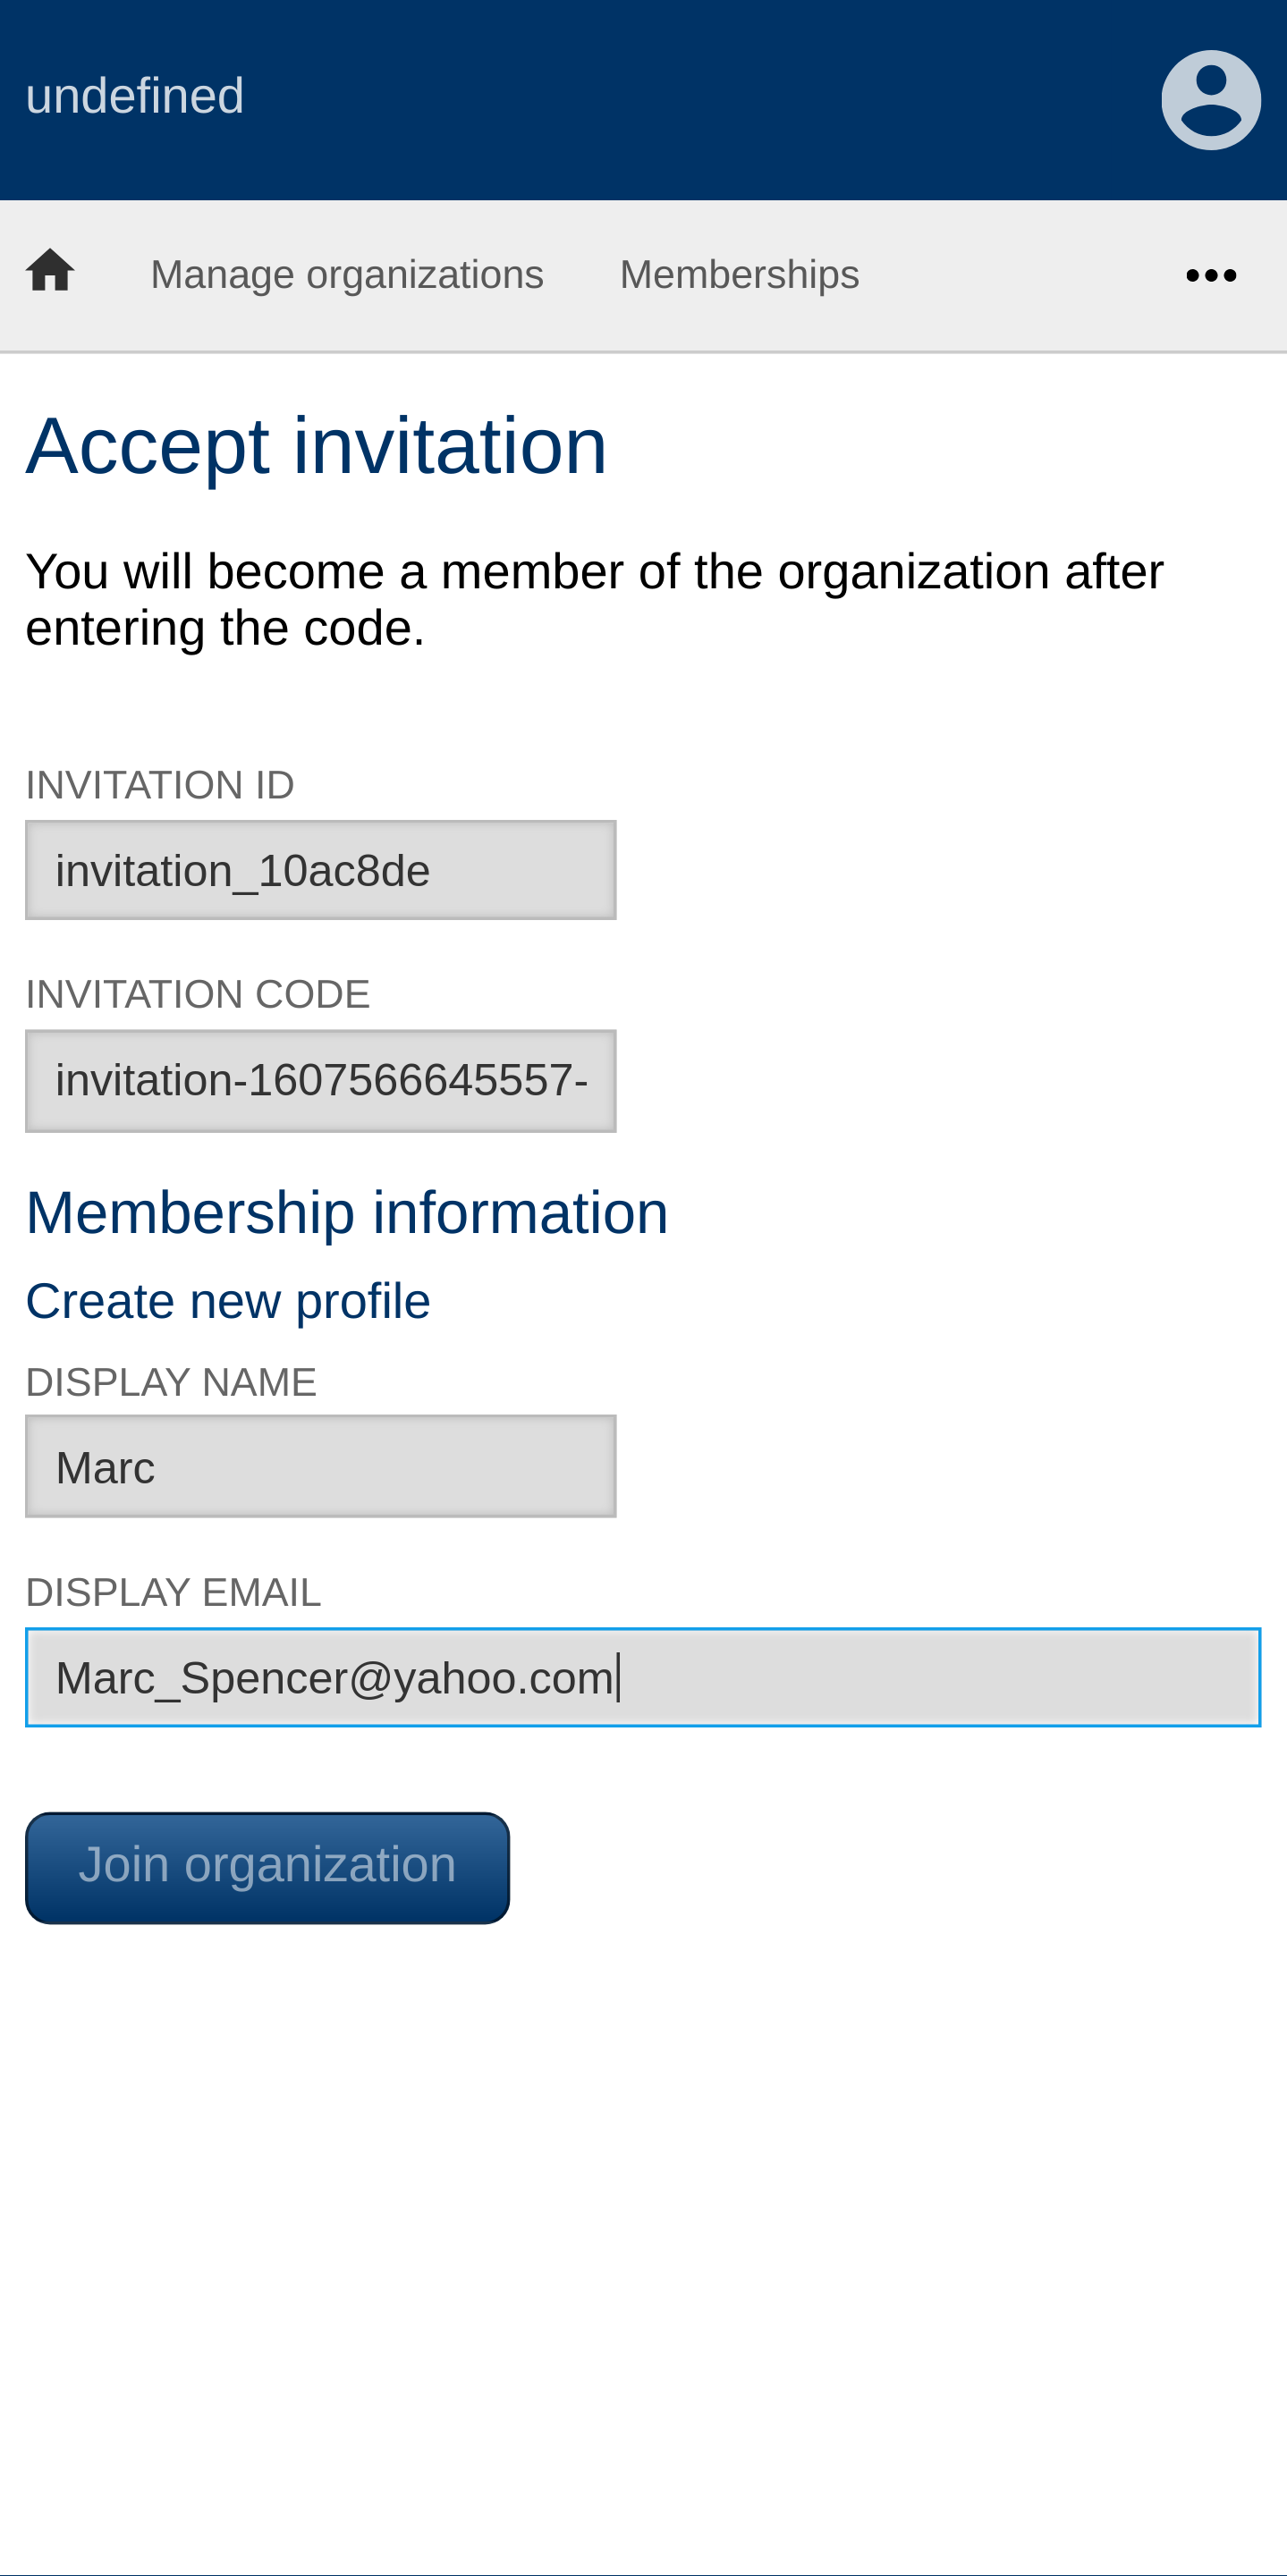 undefined
Manage organizations Memberships
Accept invitation
You will become a member of the organization after
entering the code.
INVITATION ID
invitation_10ac8de
INVITATION CODE
invitation-1607566645557-
Membership information
Create new profile
DISPLAY NAME
Marc
DISPLAY EMAIL
Marc_Spencer@yahoo.com
Join organization